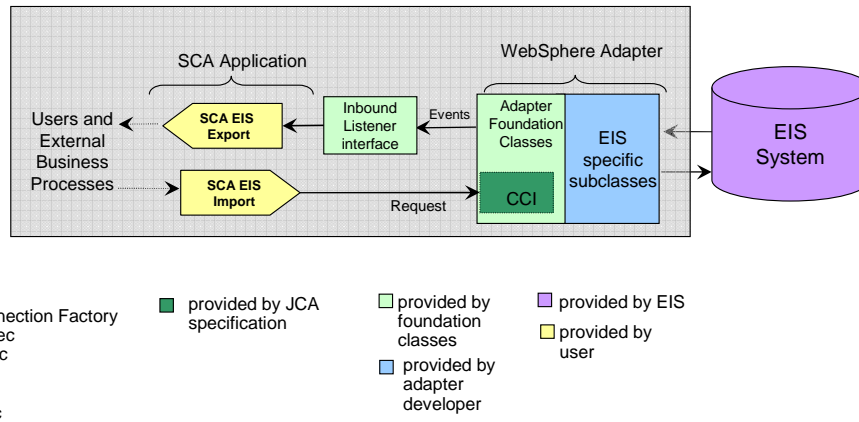 WebSphere Adapter
SCA Application
Users and
External
Business
Processes
SCA EIS
Export
Inbound
Listener
interface
Events
Adapter
Foundation
Classes
EIS
specific
subclasses
EIS
System
SCA EIS
Import
Request
CCI
nection Factory
ec
c
c
provided by JCA
specification
provided by
foundation
classes
provided by
adapter
developer
provided by EIS
provided by
user